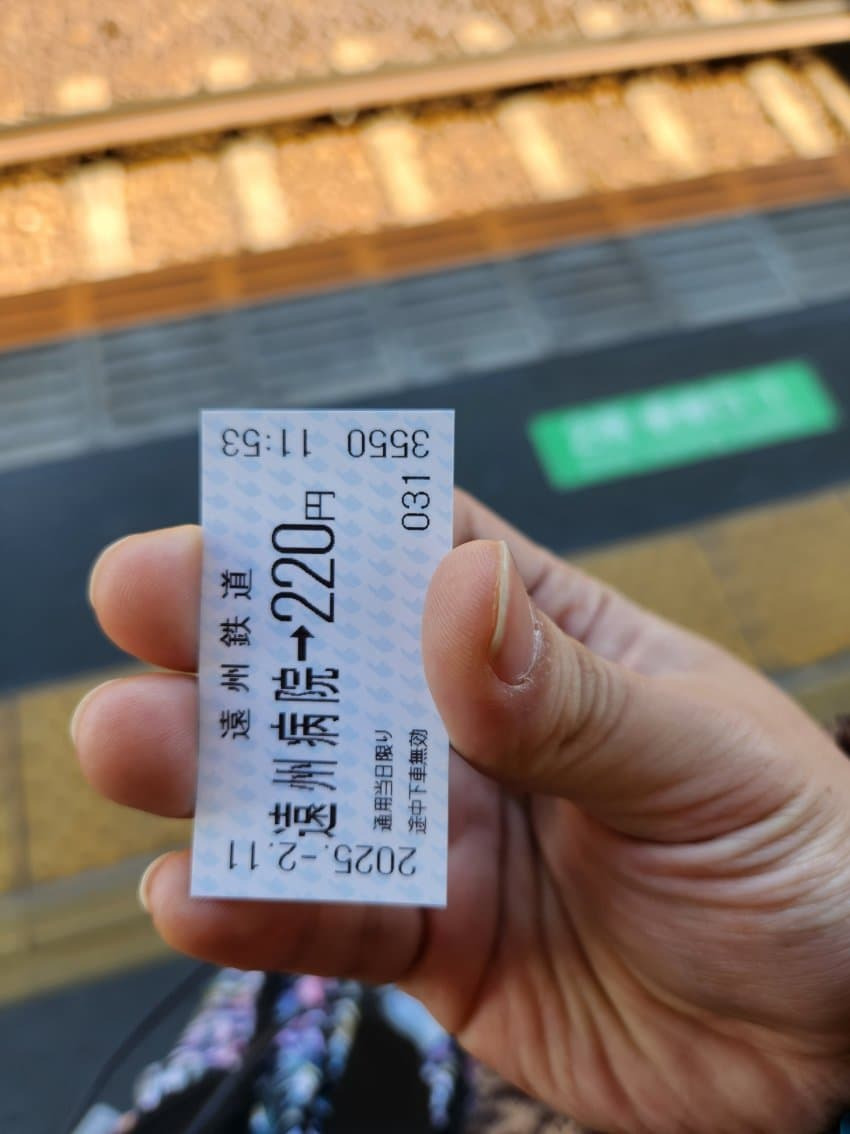 遠州鉄道
遠州病院→220円
通用当日限り
途中下車無効
031
2025.-2.11
3550 11:53